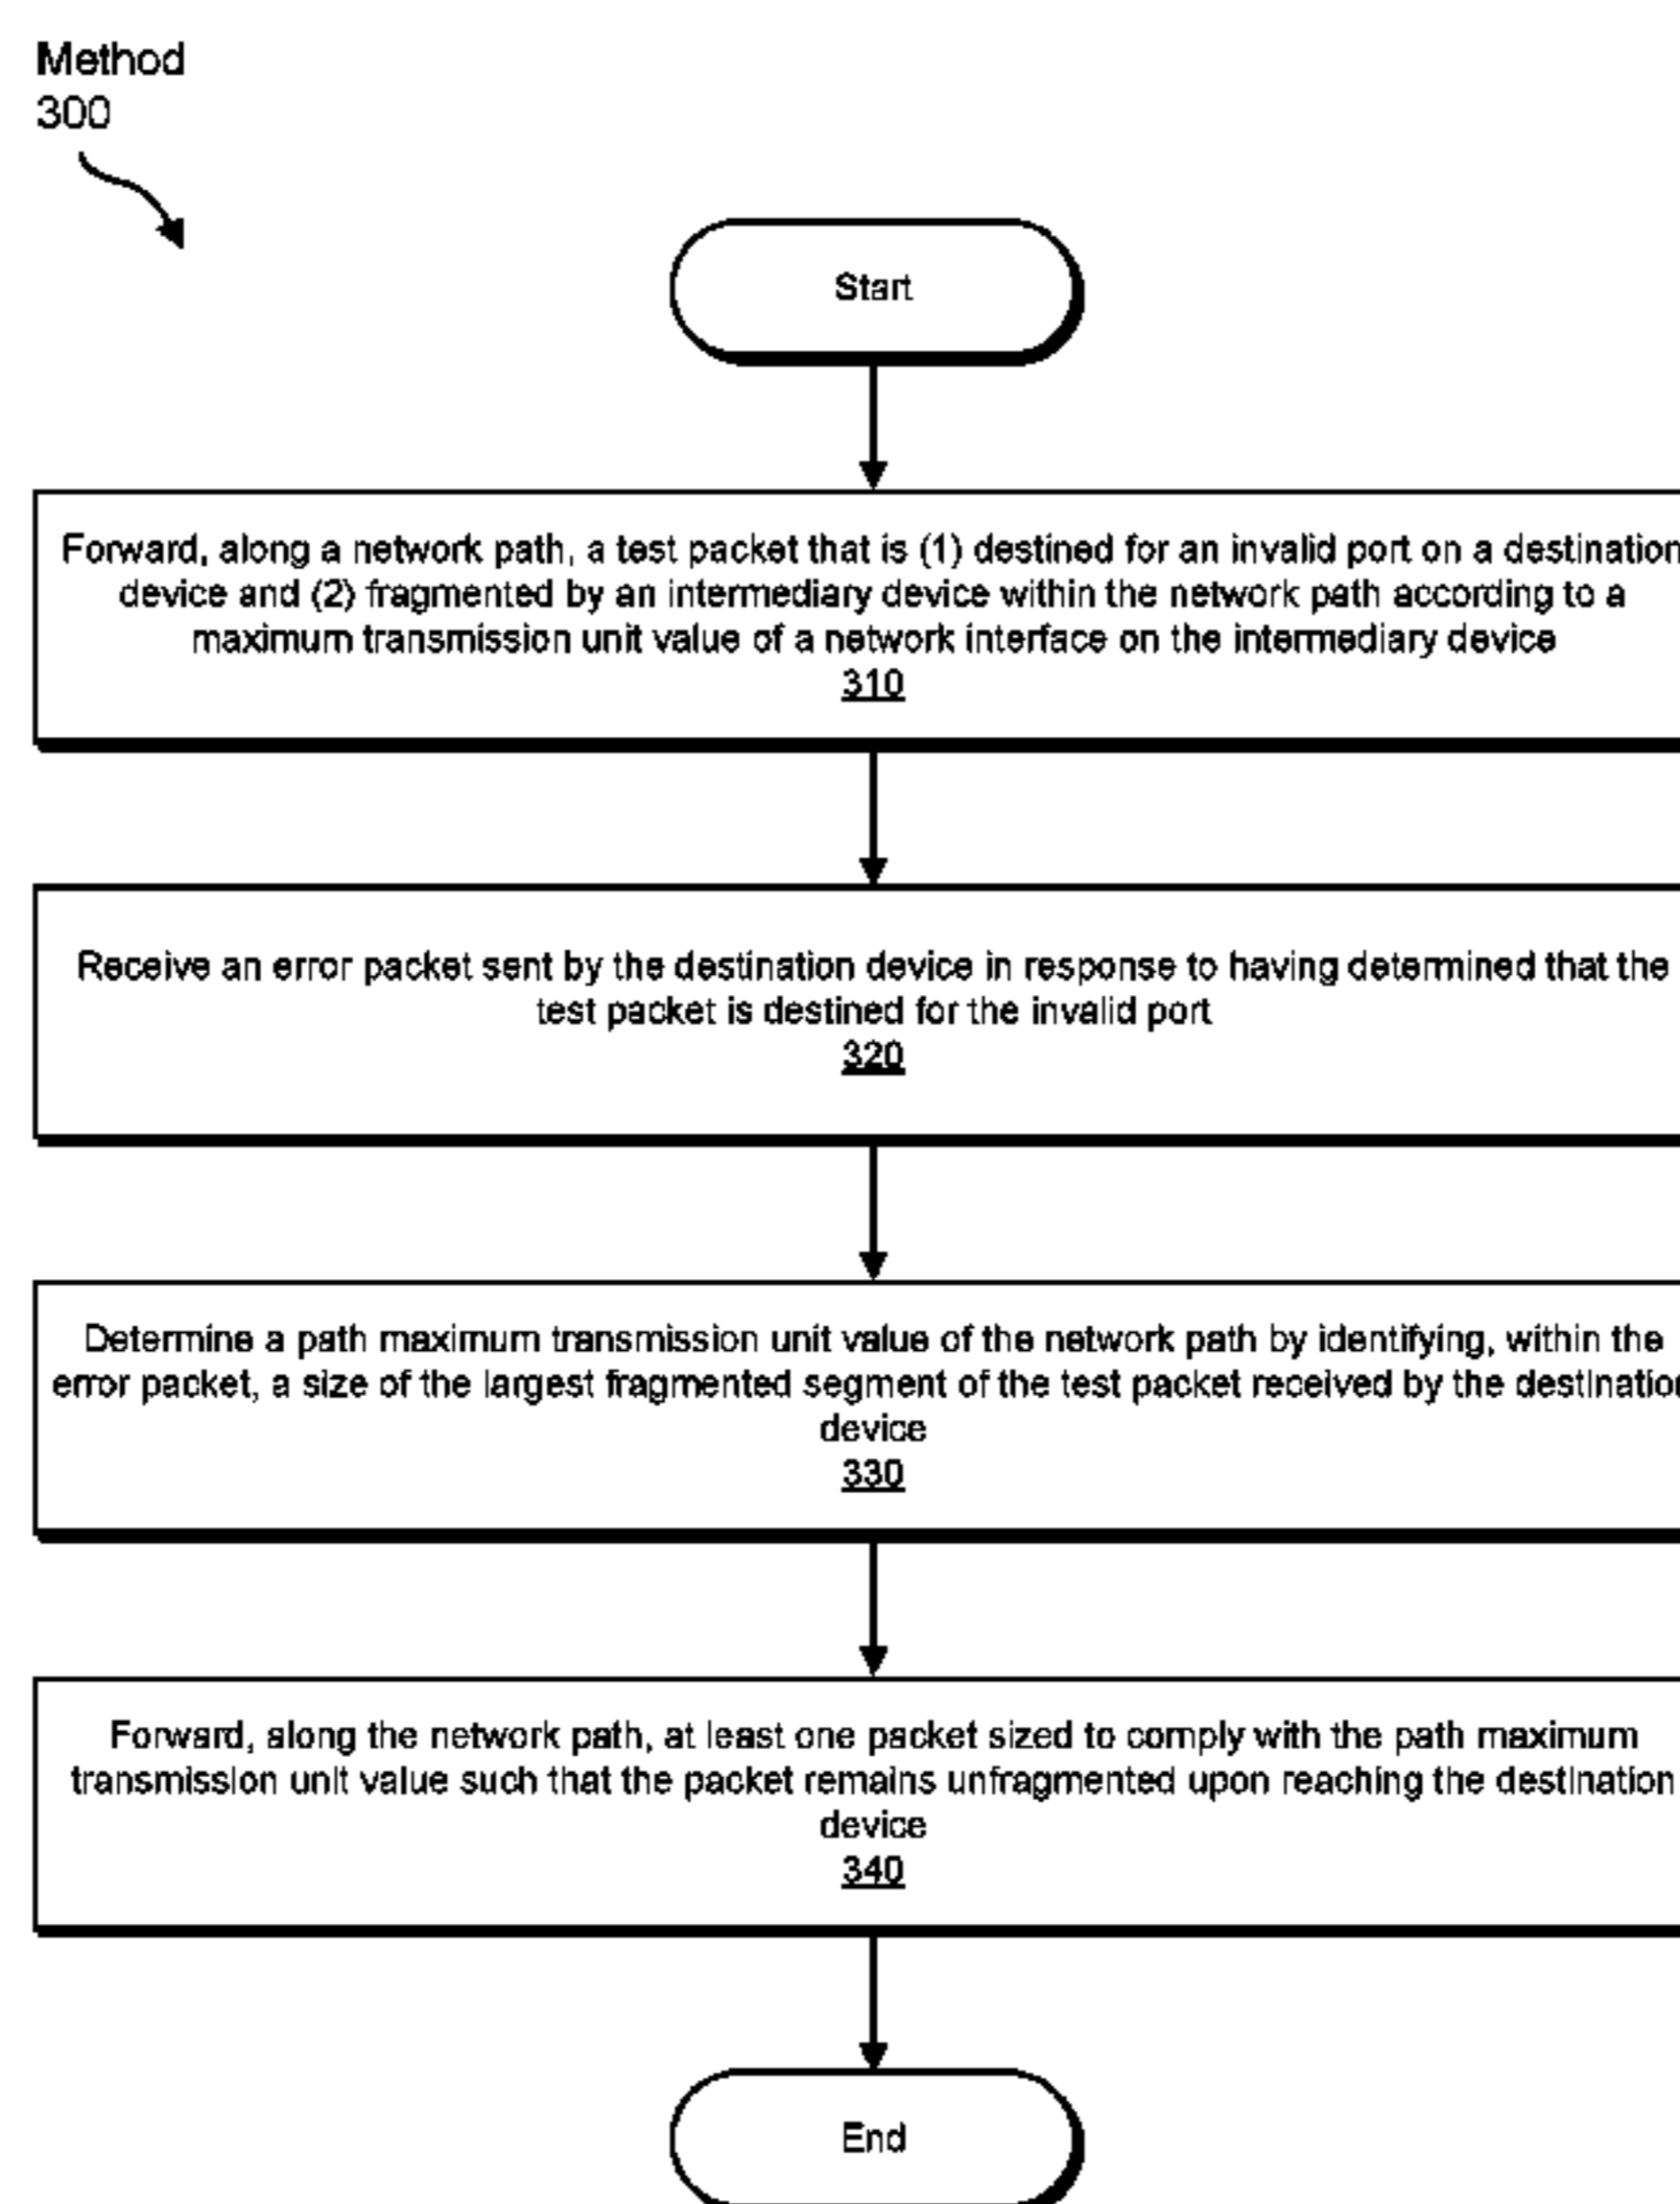 Method
300
Start
Forward, along a network path, a test packet that is (1) destined for an invalid port on a destination
device and (2) fragmented by an intermediary device within the network path according to a
maximum transmission unit value of a network interface on the intermediary device
310
Receive an error packet sent by the destination device in response to having determined that the
test packet is destined for the invalid port
320
Determine a path maximum transmission unit value of the network path by identifying, within the
error packet, a size of the largest fragmented segment of the test packet received by the destination
device
330
Forward, along the network path, at least one packet sized to comply with the path maximum
transmission unit value such that the packet remains unfragmented upon reaching the destination
device
340
End